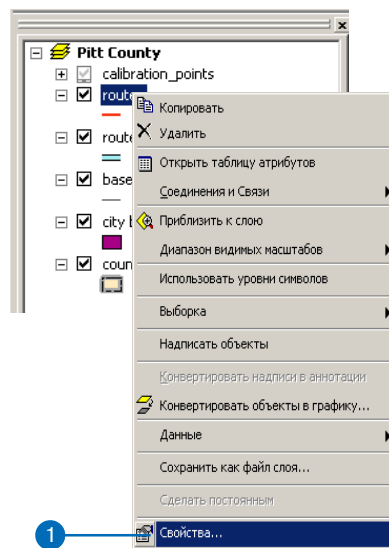 Pitt County
calibration_points
route
route
base
city
coun
Копировать
Удалить
Открыть таблицу атрибутов
Соединения и Связи
Приблизить к слою
Диапазон видимых масштабов
Использовать уровни символов
Выборка
Надписать объекты
Конвертировать надписи в аннотации
Конвертировать объекты в графику...
Данные
Сохранить как файл слоя...
Сделать постоянным
1 Свойства...